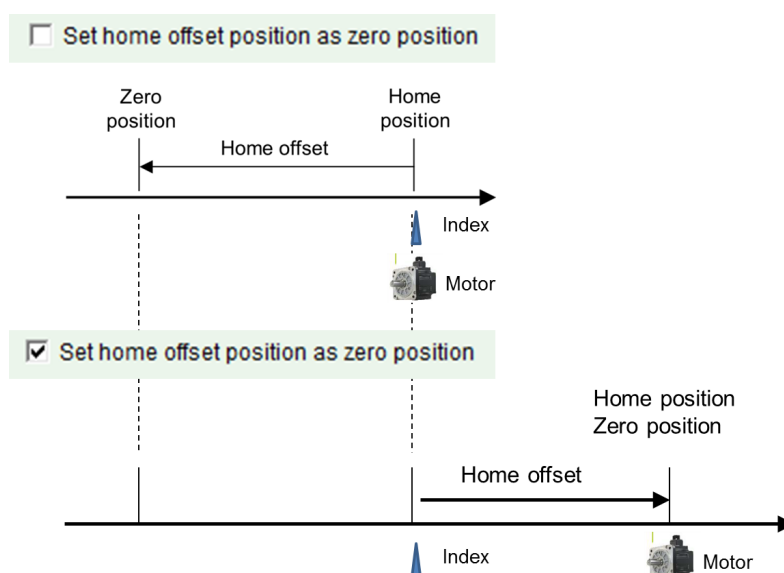 Set home offset position as zero position
Zero
position
Home
position
Home offset
Index
Motor
Set home offset position as zero position
Home position
Zero position
Home offset
Index
Motor